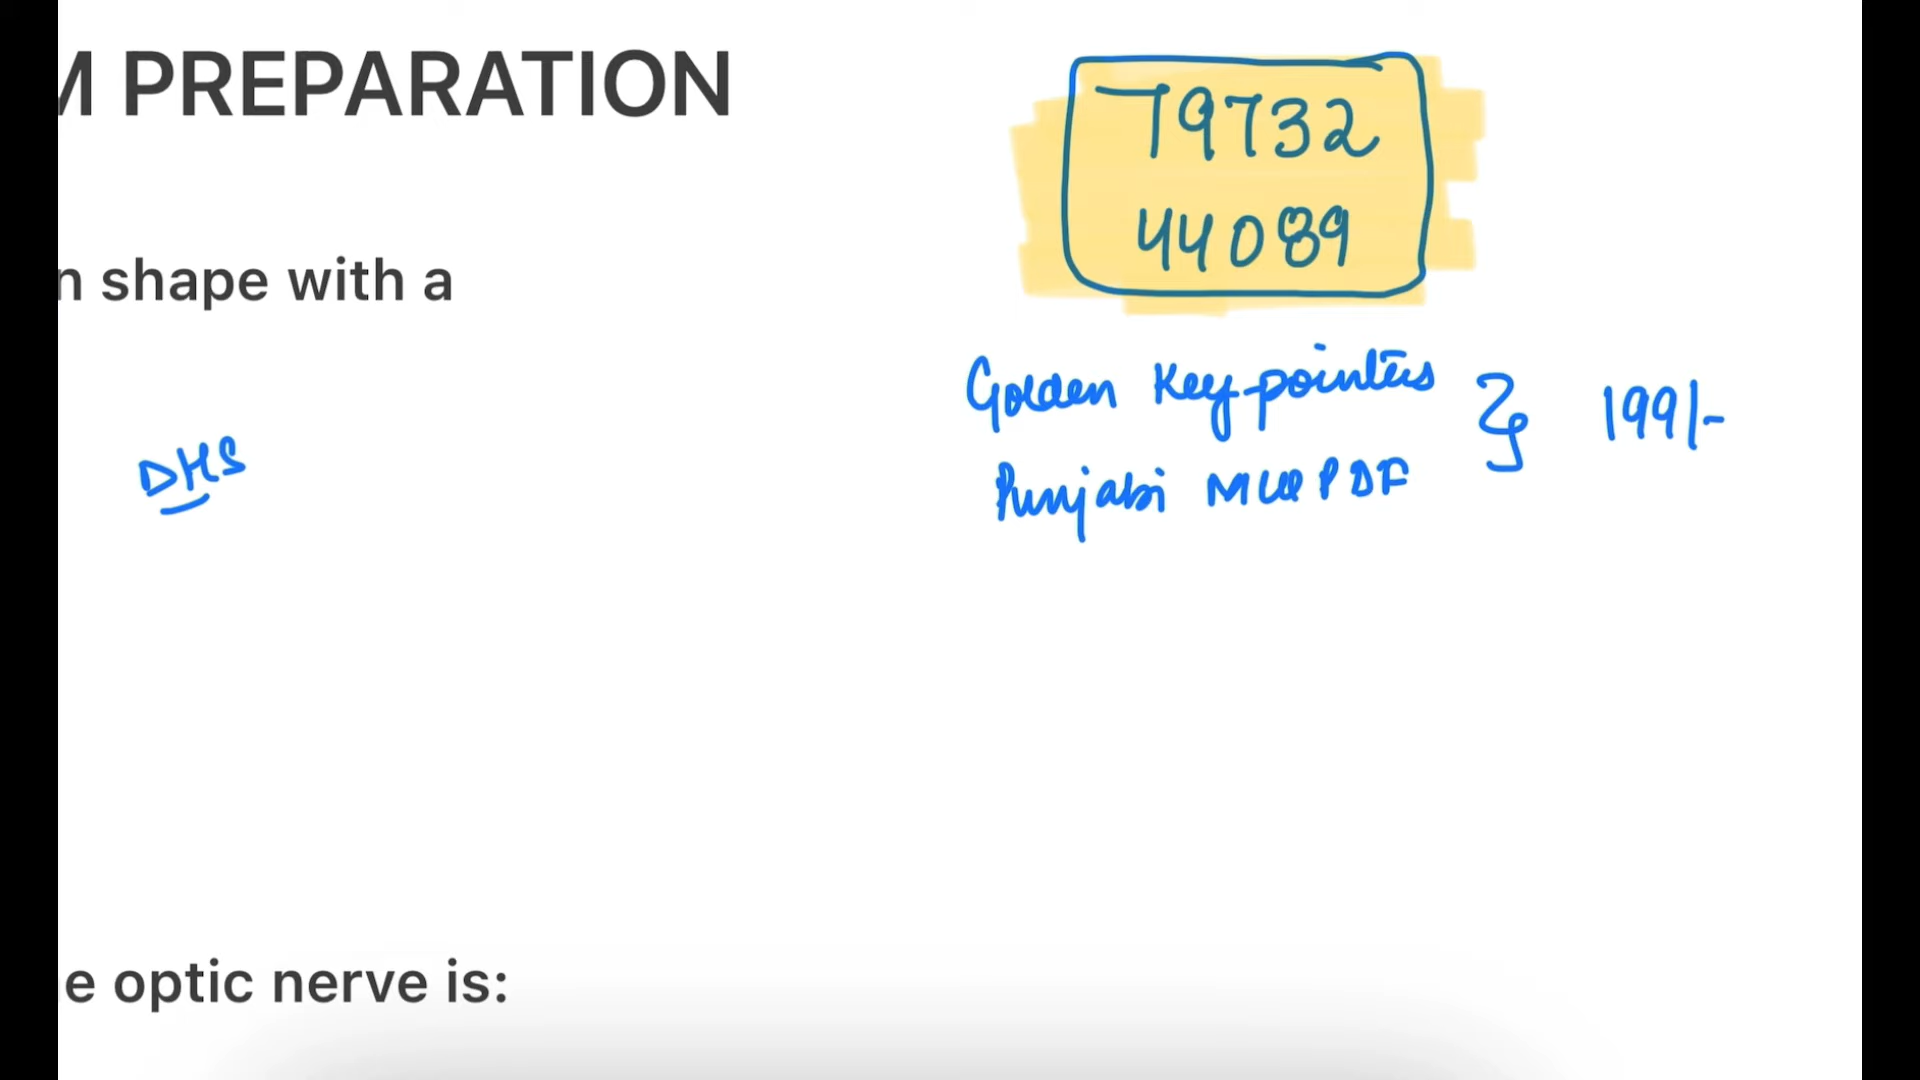 M PREPARATION
79732
44089
n shape with a
Golden Key pointers
199/-
DHS
Punjabi MCQ PDF
e optic nerve is: